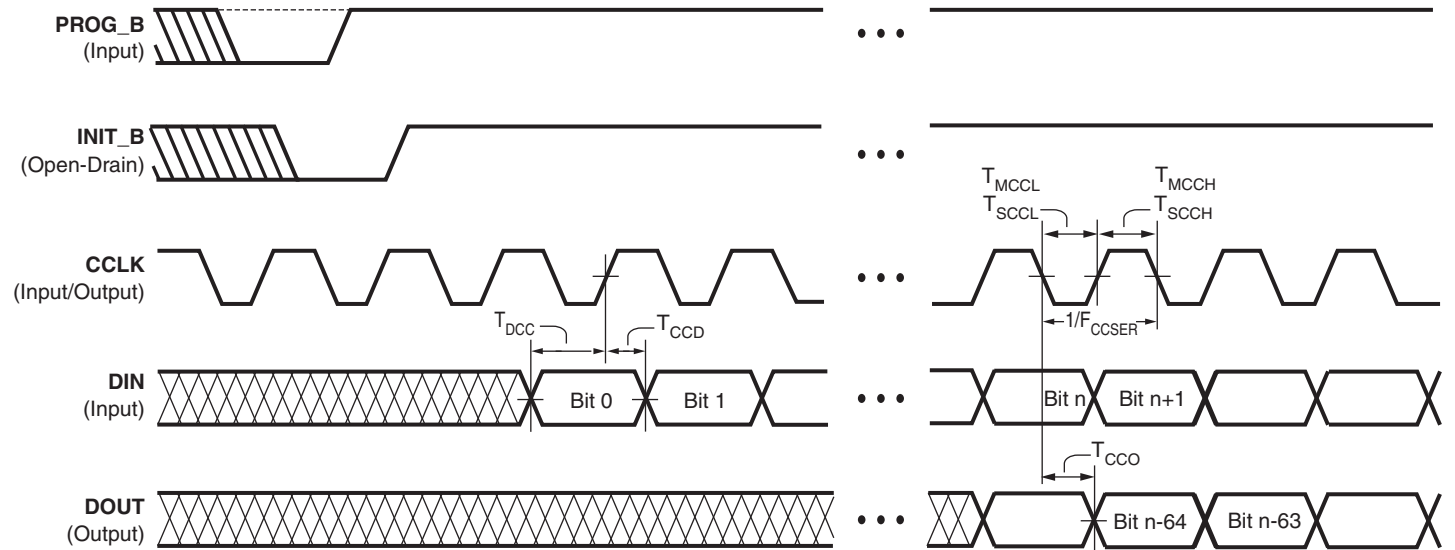 PROG_B
(Input)
INIT_B
(Open-Drain)
T_MCCL
T_SCCL
T_MCCH
T_SCCH
CCLK
(Input/Output)
T_DCC
T_CCD
1/F_CCSER
DIN
(Input)
Bit 0
Bit 1
Bit n
Bit n+1
T_CCO
DOUT
(Output)
Bit n-64
Bit n-63